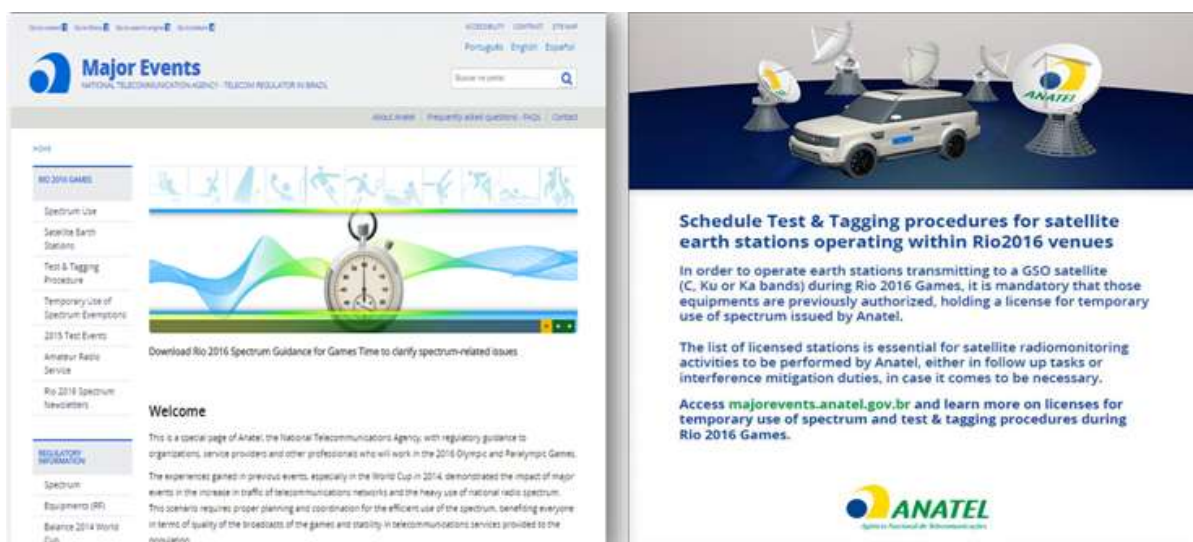 ACCESSIBILITY CONTRAST SITE MAP
Português English Español
Major Events
NATIONAL TELECOMMUNICATION AGENCY - TELECOM REGULATOR IN BRAZIL
About Anatel Frequently asked questions - FAQs Contact
HOME
RIO 2016 GAMES
Spectrum Use
Satellite Earth
Stations
Test & Tagging
Procedure
Temporary Use of
Spectrum Exemptions
2015 Test Events
Amateur Radio
Service
Rio 2016 Spectrum
Newsletters
REGULATORY
INFORMATION
Spectrum
Equipments (RF)
Balance 2014 World
Cup
Download Rio 2016 Spectrum Guidance for Games Time to clarify spectrum-related issues
Welcome
This is a special page of Anatel, the National Telecommunications Agency, with regulatory guidance to
organizations, service providers and other professionals who will work in the 2016 Olympic and Paralympic Games.
The experiences gained in previous events, especially in the World Cup in 2014, demonstrated the impact of major
events in the increase in traffic of telecommunications networks and the heavy use of national radio spectrum.
This scenario requires proper planning and coordination for the efficient use of the spectrum, benefiting everyone
in terms of quality of the broadcasts of the games and stability in telecommunications services provided to the
population.
ANATEL
Schedule Test & Tagging procedures for satellite
earth stations operating within Rio2016 venues
In order to operate earth stations transmitting to a GSO satellite
(C, Ku or Ka bands) during Rio 2016 Games, it is mandatory that those
equipments are previously authorized, holding a license for temporary
use of spectrum issued by Anatel.
The list of licensed stations is essential for satellite radiomonitoring
activities to be performed by Anatel, either in follow up tasks or
interference mitigation duties, in case it comes to be necessary.
Access majorevents.anatel.gov.br and learn more on licenses for
temporary use of spectrum and test & tagging procedures during
Rio 2016 Games.
ANATEL
Agência Nacional de Telecomunicações